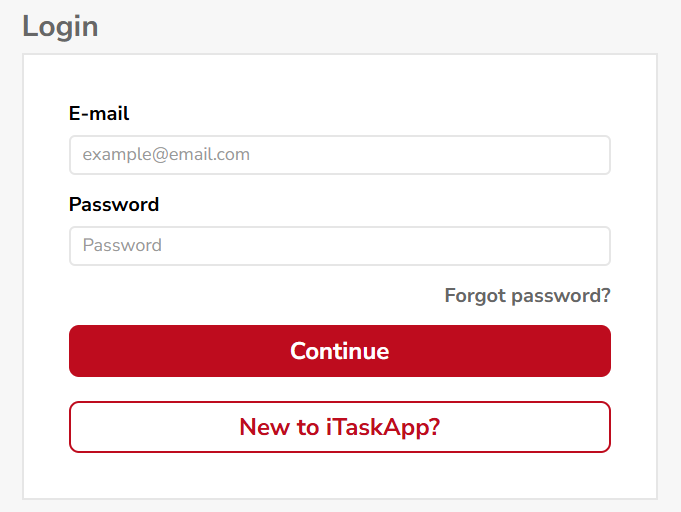 Login
E-mail
example@email.com
Password
Password
Forgot password?
Continue
New to iTaskApp?